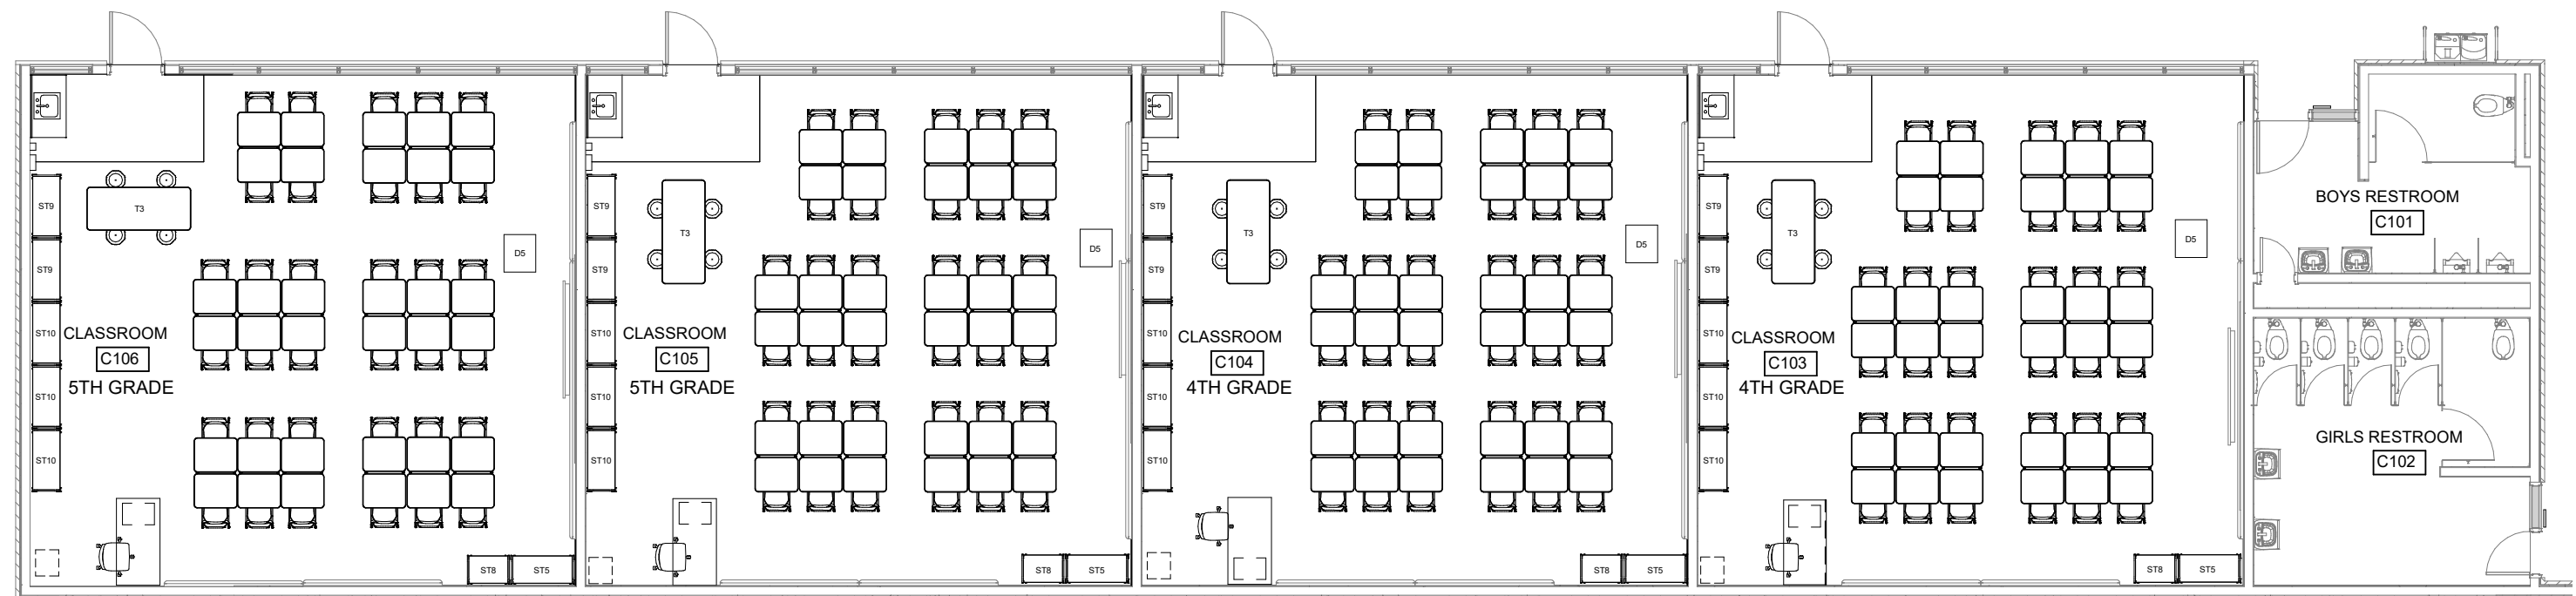 ST9
T3
ST9
D5
ST10
CLASSROOM
C106
5TH GRADE
ST10
ST10
ST8
ST5
ST9
T3
ST9
D5
ST10
CLASSROOM
C105
5TH GRADE
ST10
ST10
ST8
ST5
ST9
T3
ST9
D5
ST10
CLASSROOM
C104
4TH GRADE
ST10
ST10
ST8
ST5
ST9
T3
ST9
D5
ST10
CLASSROOM
C103
4TH GRADE
ST10
ST10
ST8
ST5
BOYS RESTROOM
C101
GIRLS RESTROOM
C102